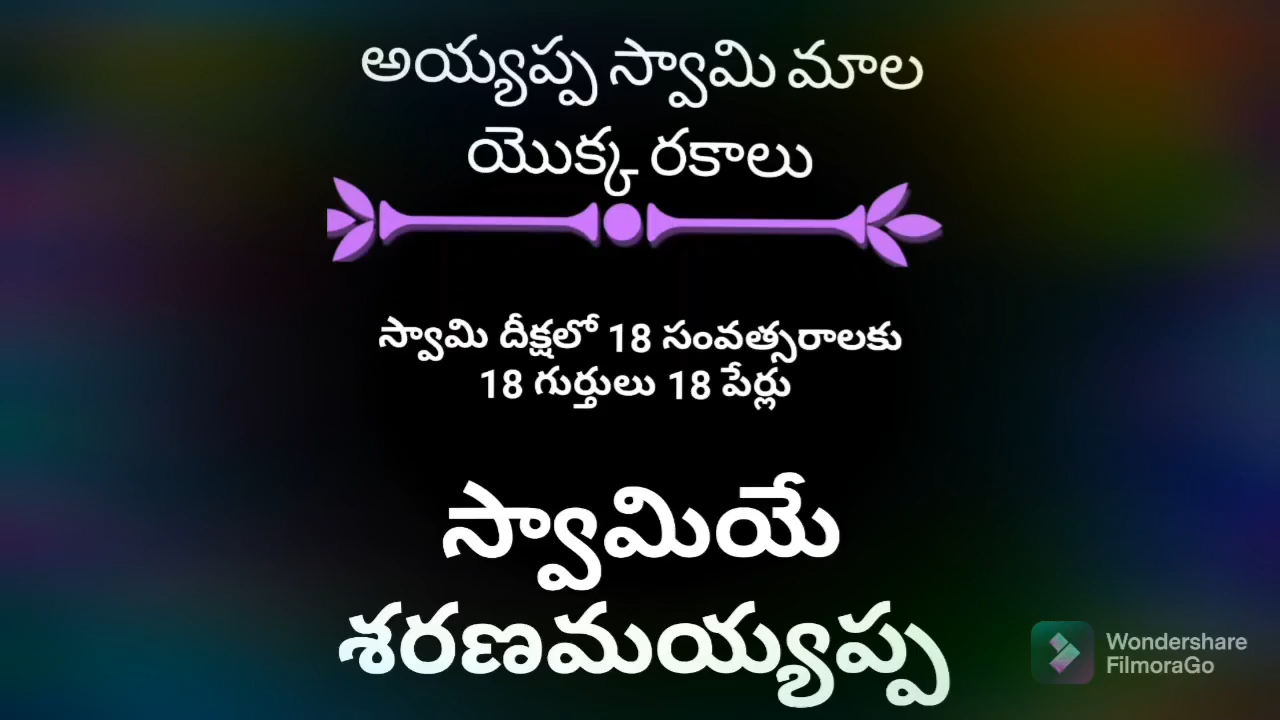 అయ్యప్ప స్వామి మాల
యొక్క రకాలు
స్వామి దీక్షలో 18 సంవత్సరాలకు
18 గుర్తులు 18 పేర్లు
స్వామియే
శరణమయ్యప్ప
Wondershare
FilmoraGo